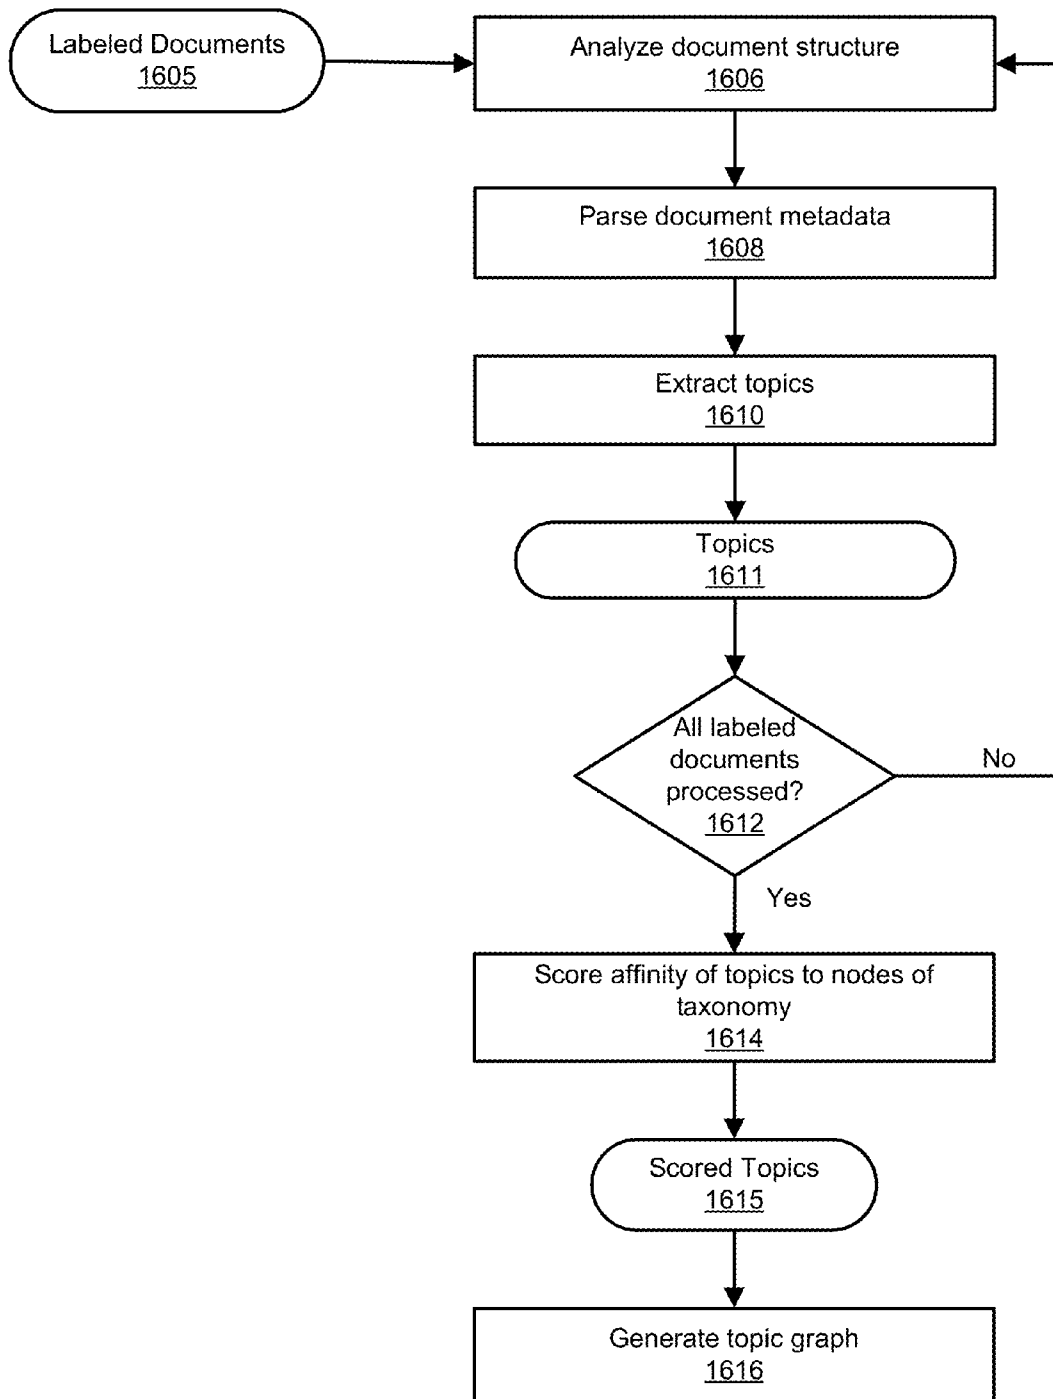 Labeled Documents
1605
Analyze document structure
1606
Parse document metadata
1608
Extract topics
1610
Topics
1611
All labeled
documents
processed?
1612
No
Yes
Score affinity of topics to nodes of
taxonomy
1614
Scored Topics
1615
Generate topic graph
1616